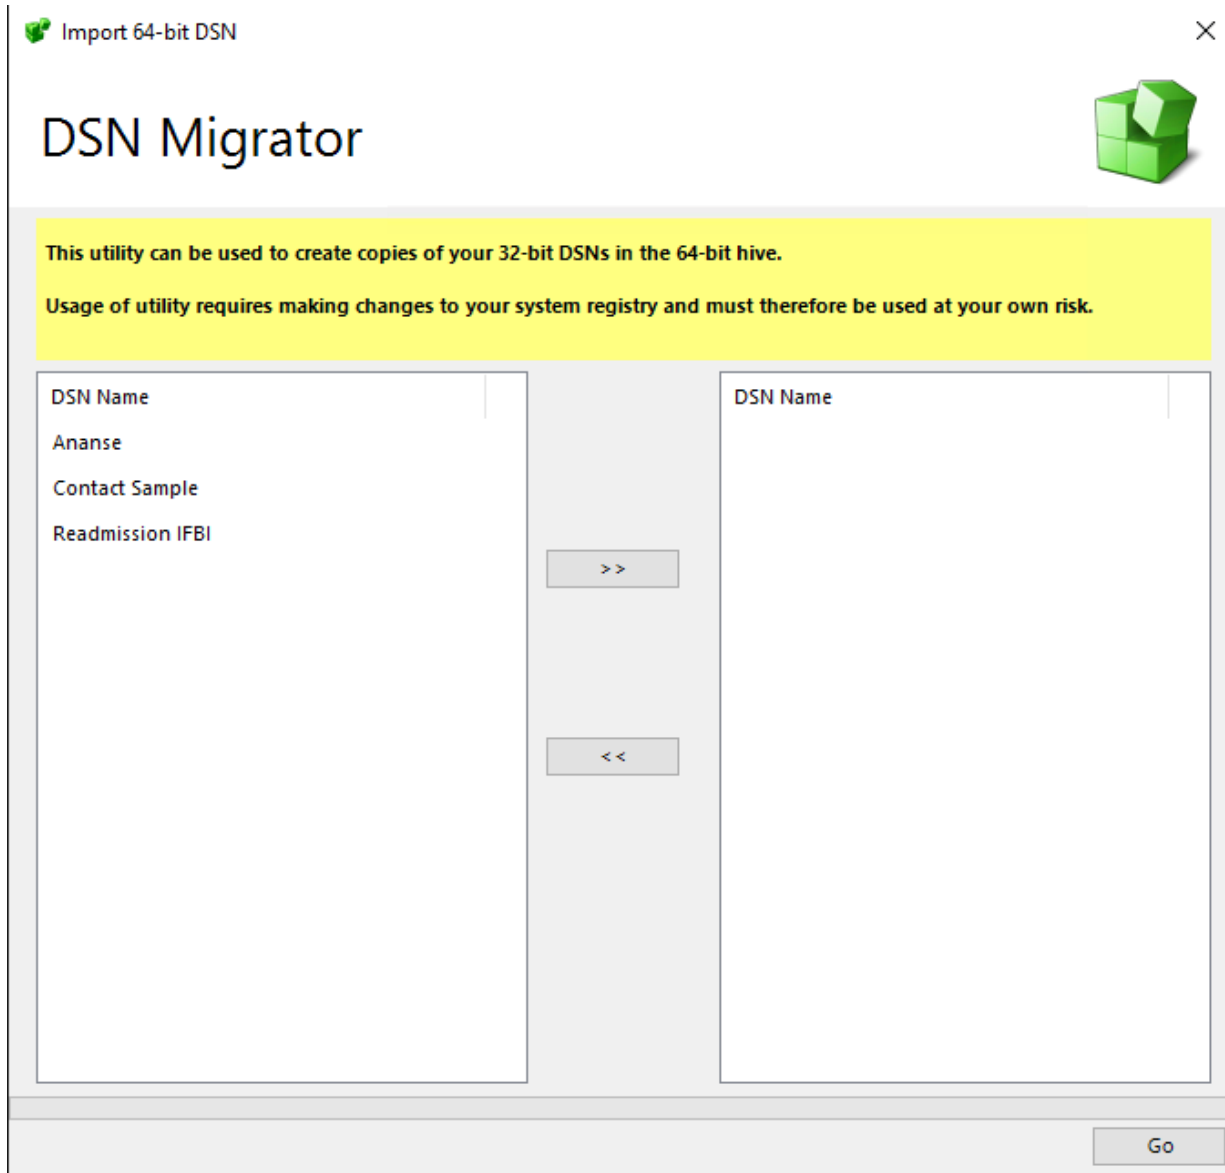 Import 64-bit DSN
DSN Migrator
This utility can be used to create copies of your 32-bit DSNs in the 64-bit hive.
Usage of utility requires making changes to your system registry and must therefore be used at your own risk.
DSN Name
Ananse
Contact Sample
Readmission IFBI
>>
<<
DSN Name
Go